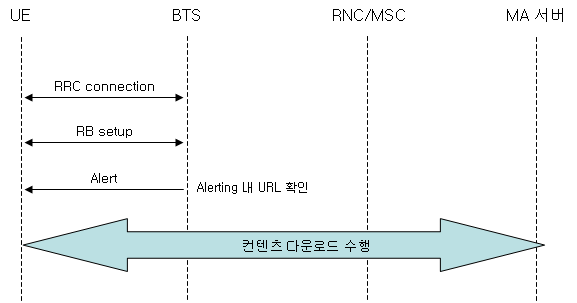 UE BTS RNC/MSC MA 서버
RRC connection
RB setup
Alert
Alerting 내 URL 확인
컨텐츠 다운로드 수행